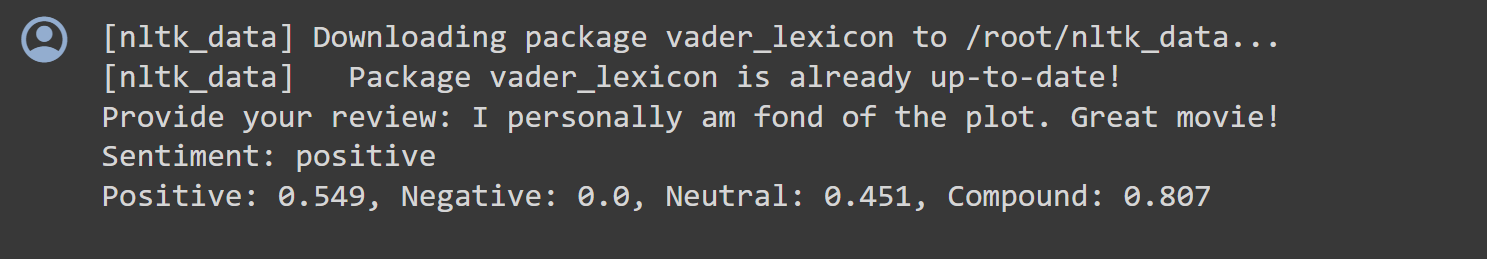 [nltk_data] Downloading package vader_lexicon to /root/nltk_data...
[nltk_data]   Package vader_lexicon is already up-to-date!
Provide your review: I personally am fond of the plot. Great movie!
Sentiment: positive
Positive: 0.549, Negative: 0.0, Neutral: 0.451, Compound: 0.807